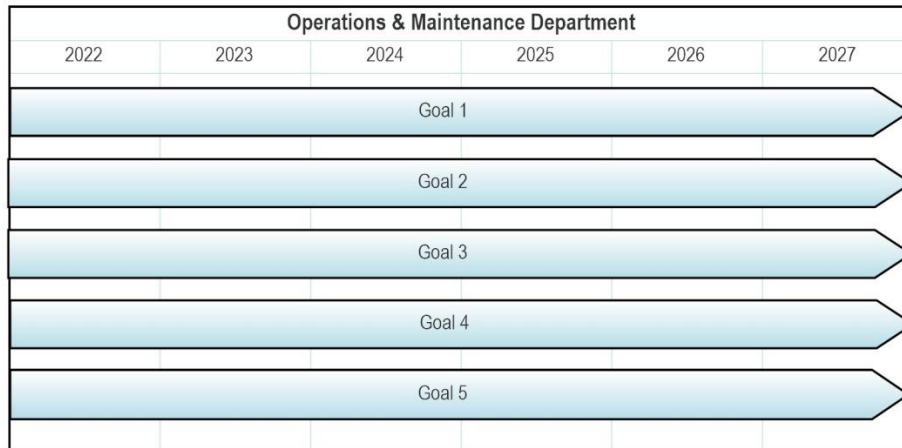 Operations & Maintenance Department
2022 2023 2024 2025 2026 2027
Goal 1
Goal 2
Goal 3
Goal 4
Goal 5